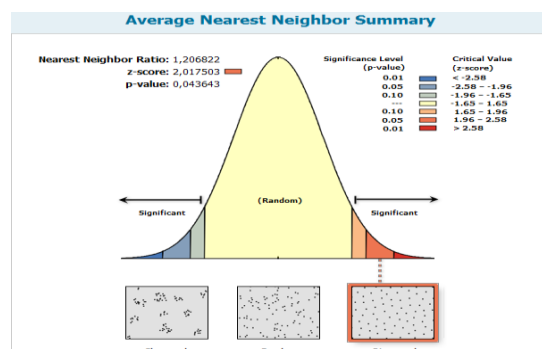 Average Nearest Neighbor Summary
Nearest Neighbor Ratio: 1,206822
z-score: 2,017503
p-value: 0,043643
Significance Level
(p-value)
Critical Value
(z-score)
0.01 < -2.58
0.05 -2.58 – -1.96
0.10 -1.96 – -1.65
--- -1.65 – 1.65
0.10 1.65 – 1.96
0.05 1.96 – 2.58
0.01 > 2.58
Significant
(Random)
Significant